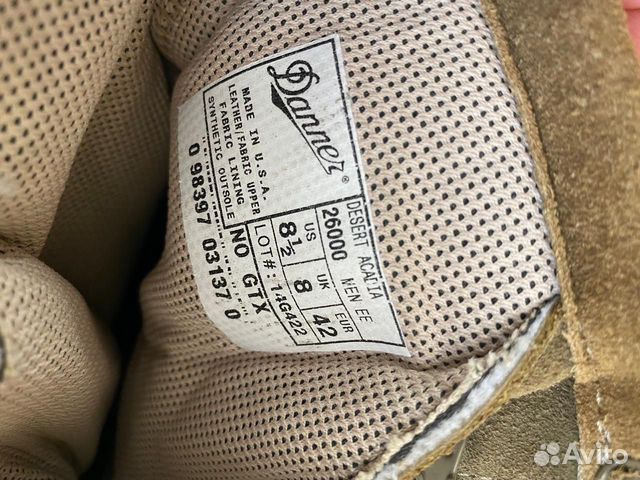 Danner®
MADE IN U.S.A.
LEATHER/FABRIC UPPER
FABRIC LINING
SYNTHETIC OUTSOLE
0 98397 03137 0
DESERT ACADIA
26000 MEN EE
US UK EUR
8½ 8 42
LOT#: 14G422
NO GTX
Avito